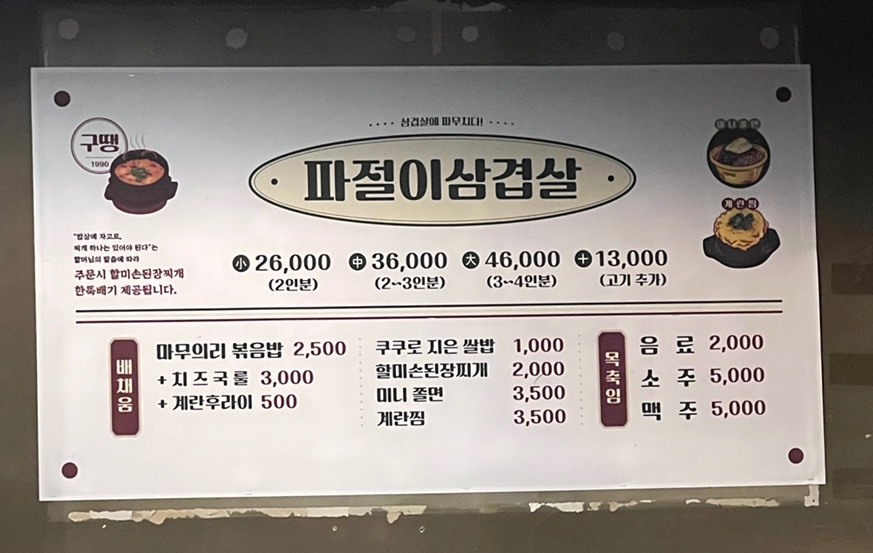 구땡
1990
···· 삼겹살에 파무치다! ····
파절이삼겹살
미니쫄면
계란찜
"밥상에 자고로,
찌개 하나는 있어야 된다"는
할머님의 말씀에 따라
주문시 할미손된장찌개
한뚝배기 제공됩니다.
小 26,000 中 36,000 大 46,000 + 13,000
(2인분) (2~3인분) (3~4인분) (고기 추가)
배채움
마무의리 볶음밥 2,500
+ 치즈국룰 3,000
+ 계란후라이 500
쿠쿠로 지은 쌀밥 1,000
할미손된장찌개 2,000
미니 쫄면 3,500
계란찜 3,500
목축임
음료 2,000
소주 5,000
맥주 5,000